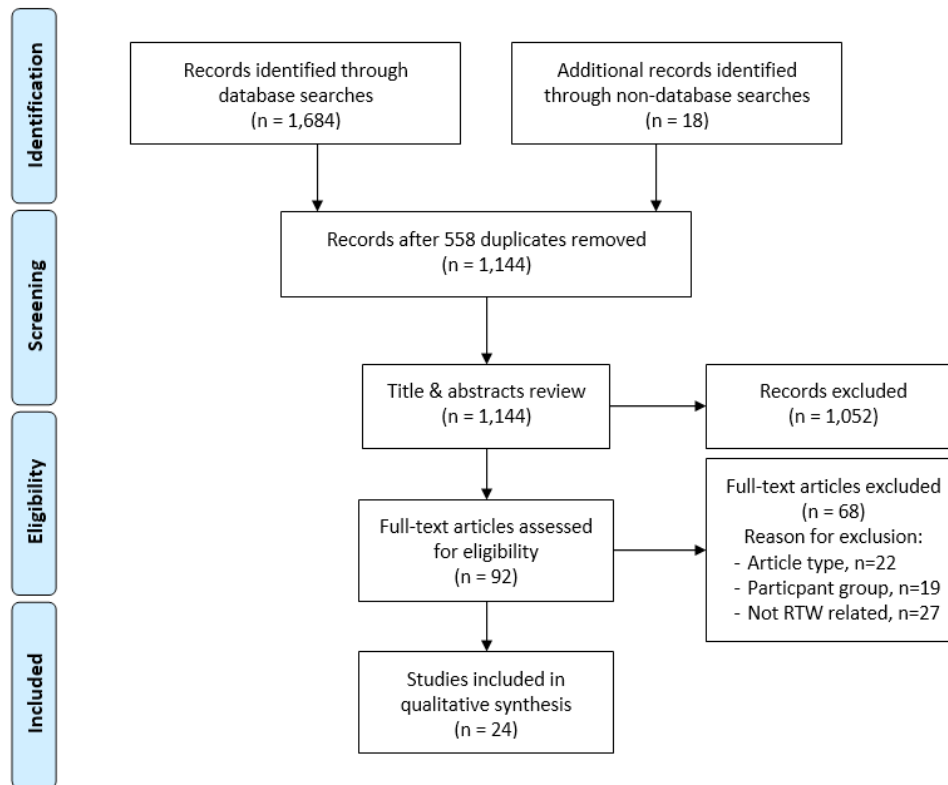 Identification
Records identified through
database searches
(n = 1,684)
Additional records identified
through non-database searches
(n = 18)
Screening
Records after 558 duplicates removed
(n = 1,144)
Title & abstracts review
(n = 1,144)
Records excluded
(n = 1,052)
Eligibility
Full-text articles assessed
for eligibility
(n = 92)
Full-text articles excluded
(n = 68)
Reason for exclusion:
- Article type, n=22
- Particpant group, n=19
- Not RTW related, n=27
Included
Studies included in
qualitative synthesis
(n = 24)